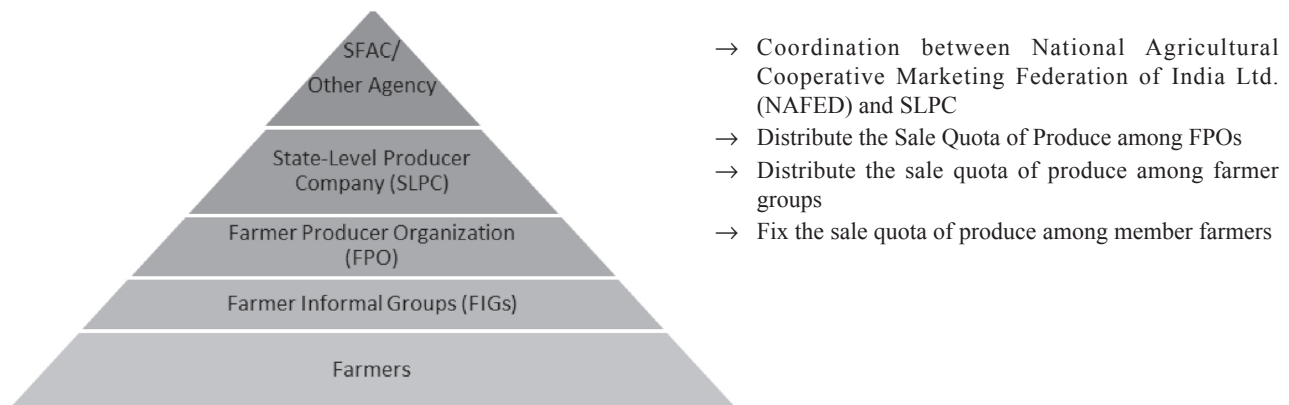 SFAC/
Other Agency
State-Level Producer
Company (SLPC)
Farmer Producer Organization
(FPO)
Farmer Informal Groups (FIGs)
Farmers
→ Coordination between National Agricultural
Cooperative Marketing Federation of India Ltd.
(NAFED) and SLPC
→ Distribute the Sale Quota of Produce among FPOs
→ Distribute the sale quota of produce among farmer
groups
→ Fix the sale quota of produce among member farmers